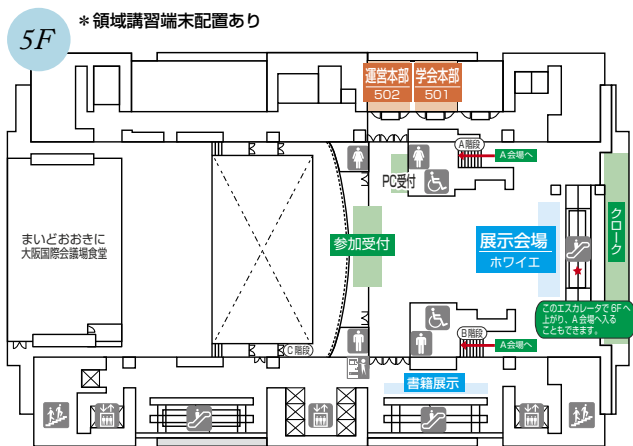 5F
＊領域講習端末配置あり
運営本部
502
学会本部
501
A階段
A会場へ
PC受付
クローク
参加受付
展示会場
ホワイエ
まいどおおきに
大阪国際会議場食堂
このエスカレータで6Fへ
上がり、A会場へ入る
こともできます。
B階段
A会場へ
C階段
書籍展示